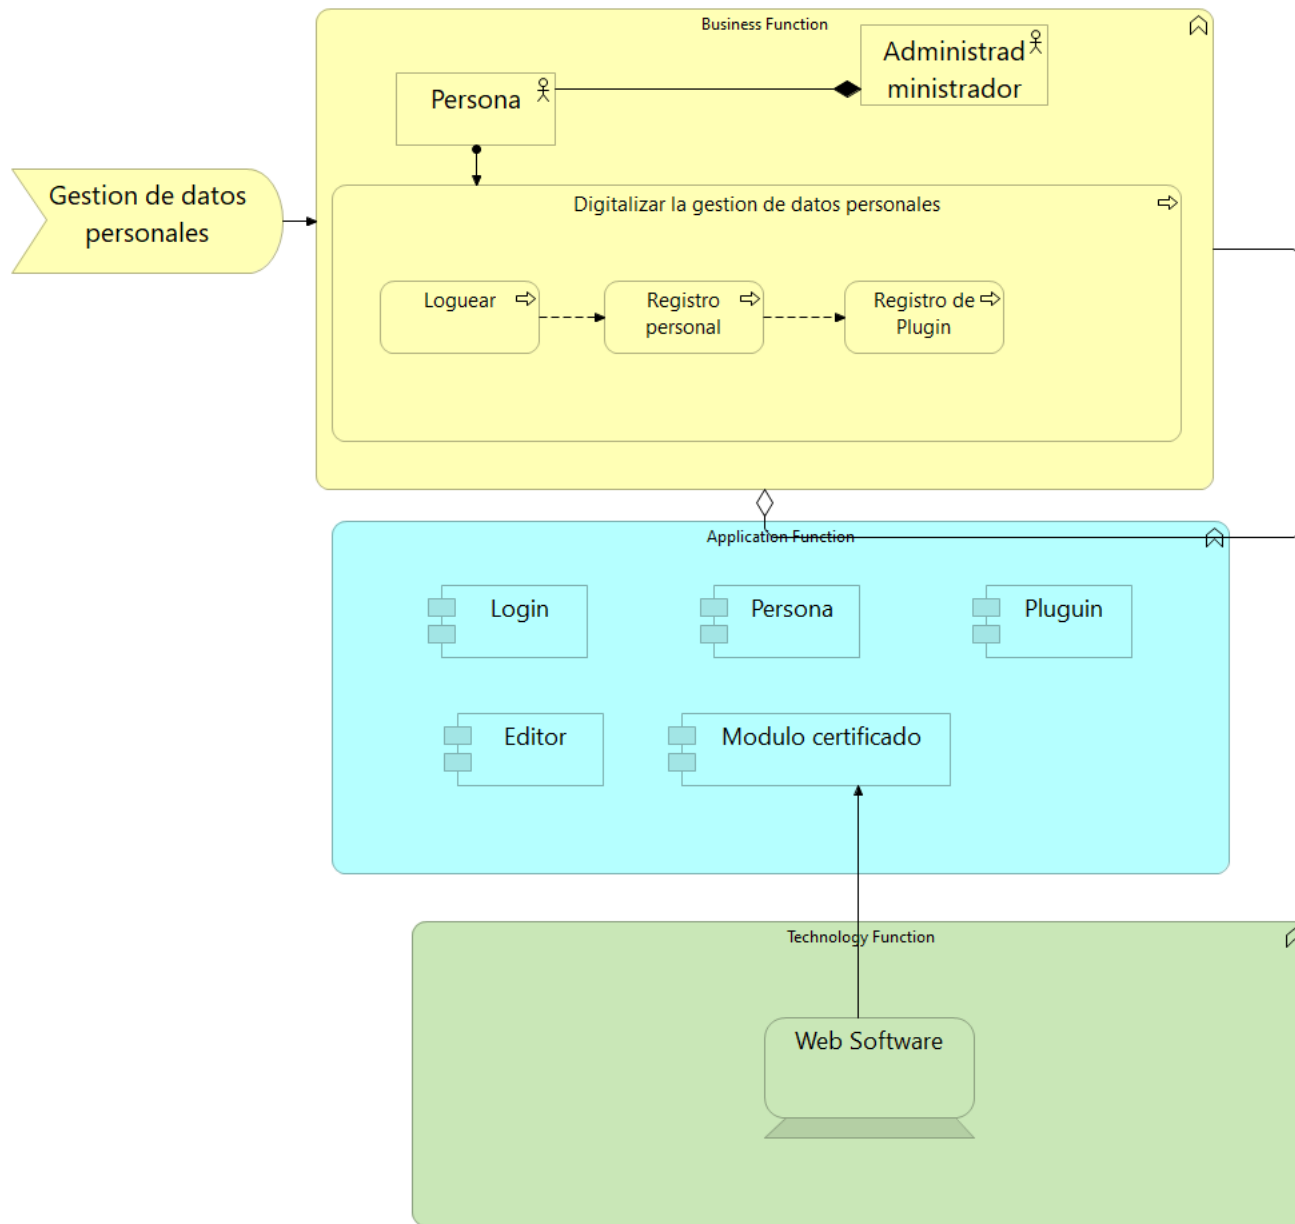 Business Function
Administrad
ministrador
Persona
Gestion de datos
personales
Digitalizar la gestion de datos personales
Loguear
Registro
personal
Registro de
Plugin
Application Function
Login
Persona
Pluguin
Editor
Modulo certificado
Technology Function
Web Software